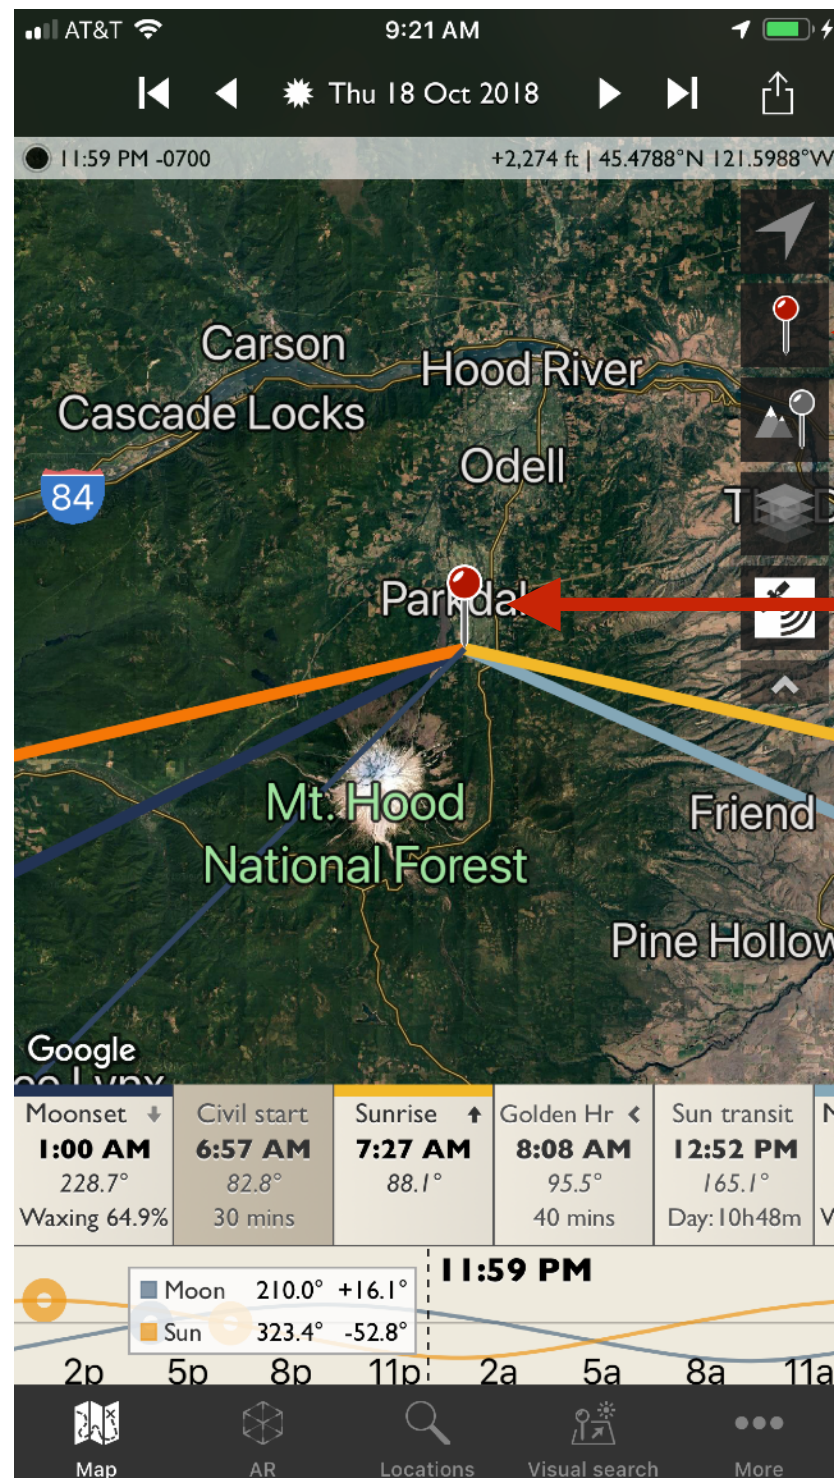 AT&T 9:21 AM
Thu 18 Oct 2018
11:59 PM -0700 +2,274 ft | 45.4788°N 121.5988°W
Carson
Hood River
Cascade Locks
Odell
84
Parkdal
Mt. Hood
National Forest
Friend
Pine Hollow
Google
Moonset Civil start Sunrise Golden Hr Sun transit
1:00 AM 6:57 AM 7:27 AM 8:08 AM 12:52 PM
228.7° 82.8° 88.1° 95.5° 165.1°
Waxing 64.9% 30 mins 40 mins Day: 10h48m
11:59 PM
Moon 210.0° +16.1°
Sun 323.4° -52.8°
2p 5p 8p 11p 2a 5a 8a 11a
Map AR Locations Visual search More